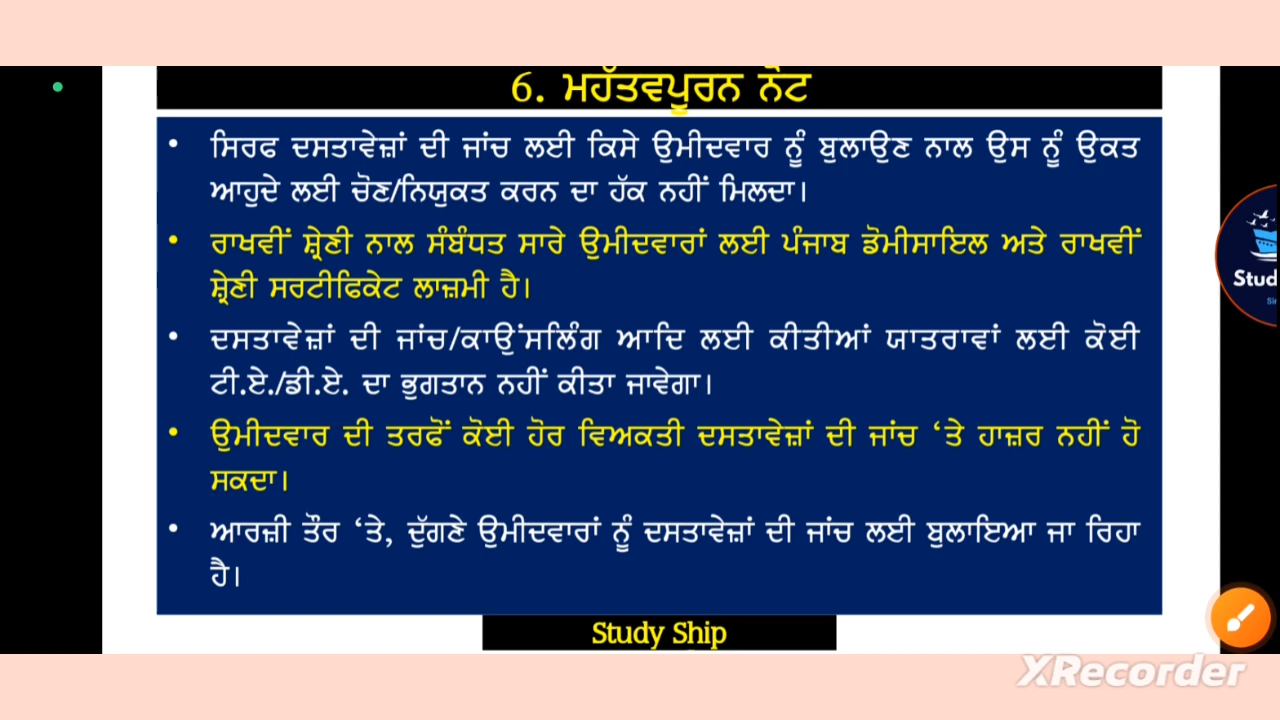 6. ਮਹੱਤਵਪੂਰਨ ਨੋਟ
• ਸਿਰਫ ਦਸਤਾਵੇਜ਼ਾਂ ਦੀ ਜਾਂਚ ਲਈ ਕਿਸੇ ਉਮੀਦਵਾਰ ਨੂੰ ਬੁਲਾਉਣ ਨਾਲ ਉਸ ਨੂੰ ਉਕਤ
ਆਹੁਦੇ ਲਈ ਚੋਣ/ਨਿਯੁਕਤ ਕਰਨ ਦਾ ਹੱਕ ਨਹੀਂ ਮਿਲਦਾ।
• ਰਾਖਵੀਂ ਸ਼੍ਰੇਣੀ ਨਾਲ ਸੰਬੰਧਤ ਸਾਰੇ ਉਮੀਦਵਾਰਾਂ ਲਈ ਪੰਜਾਬ ਡੋਮੀਸਾਇਲ ਅਤੇ ਰਾਖਵੀਂ
ਸ਼੍ਰੇਣੀ ਸਰਟੀਫਿਕੇਟ ਲਾਜ਼ਮੀ ਹੈ।
• ਦਸਤਾਵੇਜ਼ਾਂ ਦੀ ਜਾਂਚ/ਕਾਉਂਸਲਿੰਗ ਆਦਿ ਲਈ ਕੀਤੀਆਂ ਯਾਤਰਾਵਾਂ ਲਈ ਕੋਈ
ਟੀ.ਏ./ਡੀ.ਏ. ਦਾ ਭੁਗਤਾਨ ਨਹੀਂ ਕੀਤਾ ਜਾਵੇਗਾ।
• ਉਮੀਦਵਾਰ ਦੀ ਤਰਫੋਂ ਕੋਈ ਹੋਰ ਵਿਅਕਤੀ ਦਸਤਾਵੇਜ਼ਾਂ ਦੀ ਜਾਂਚ ‘ਤੇ ਹਾਜ਼ਰ ਨਹੀਂ ਹੋ
ਸਕਦਾ।
• ਆਰਜ਼ੀ ਤੌਰ ‘ਤੇ, ਦੁੱਗਣੇ ਉਮੀਦਵਾਰਾਂ ਨੂੰ ਦਸਤਾਵੇਜ਼ਾਂ ਦੀ ਜਾਂਚ ਲਈ ਬੁਲਾਇਆ ਜਾ ਰਿਹਾ
ਹੈ।
Stud
Study Ship
XRecorder